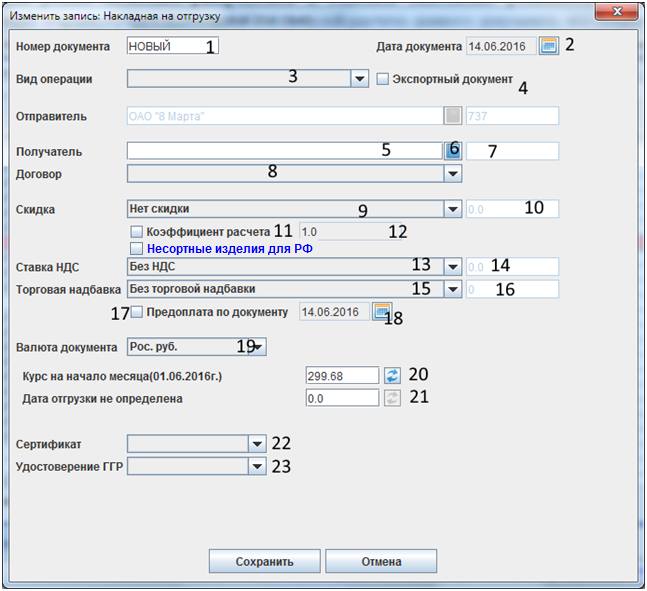 Изменить запись: Накладная на отгрузку
Номер документа НОВЫЙ 1 Дата документа 14.06.2016 2
Вид операции 3 Экспортный документ 4
Отправитель ОАО "8 Марта" 737
Получатель 5 6 7
Договор 8
Скидка Нет скидки 9 0.0 10
Коэффициент расчета 11 1.0 12
Несортные изделия для РФ
Ставка НДС Без НДС 13 0.0 14
Торговая надбавка Без торговой надбавки 15 0 16
17 Предоплата по документу 14.06.2016 18
Валюта документа Рос. руб. 19
Курс на начало месяца(01.06.2016г.) 299.68 20
Дата отгрузки не определена 0.0 21
Сертификат 22
Удостоверение ГГР 23
Сохранить Отмена